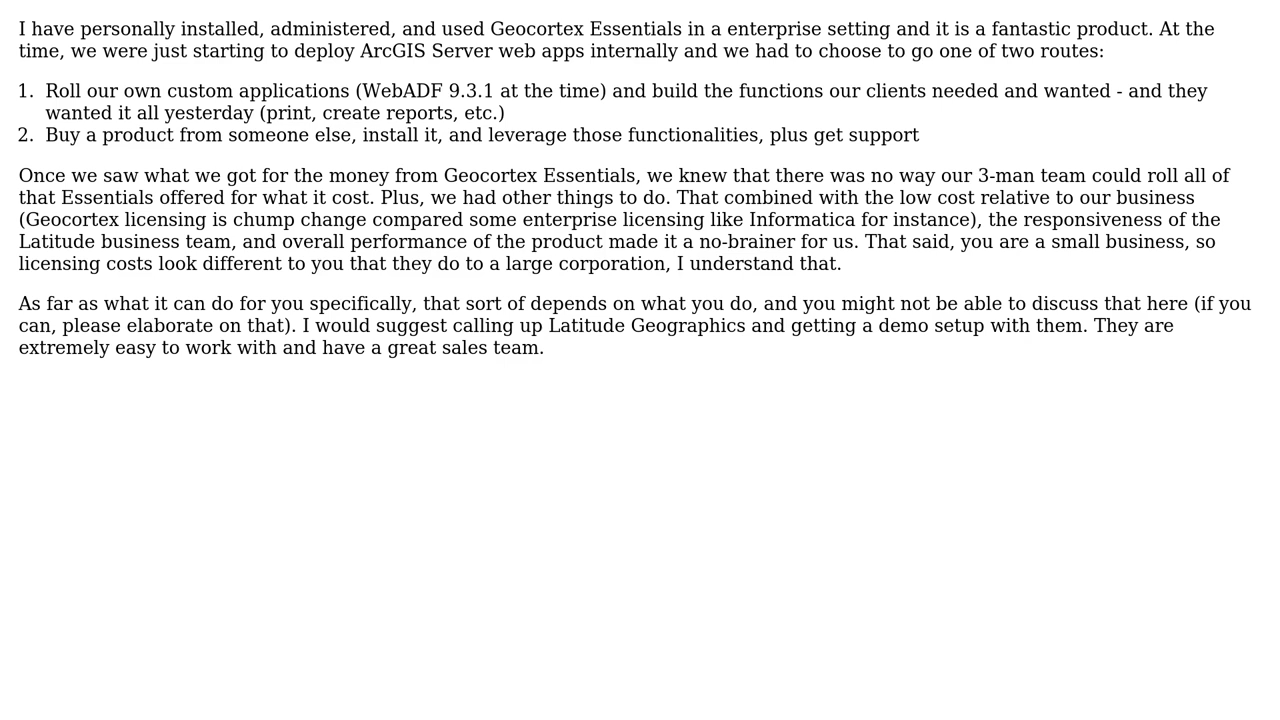 I have personally installed, administered, and used Geocortex Essentials in a enterprise setting and it is a fantastic product. At the
time, we were just starting to deploy ArcGIS Server web apps internally and we had to choose to go one of two routes:
1. Roll our own custom applications (WebADF 9.3.1 at the time) and build the functions our clients needed and wanted - and they
wanted it all yesterday (print, create reports, etc.)
2. Buy a product from someone else, install it, and leverage those functionalities, plus get support
Once we saw what we got for the money from Geocortex Essentials, we knew that there was no way our 3-man team could roll all of
that Essentials offered for what it cost. Plus, we had other things to do. That combined with the low cost relative to our business
(Geocortex licensing is chump change compared some enterprise licensing like Informatica for instance), the responsiveness of the
Latitude business team, and overall performance of the product made it a no-brainer for us. That said, you are a small business, so
licensing costs look different to you that they do to a large corporation, I understand that.
As far as what it can do for you specifically, that sort of depends on what you do, and you might not be able to discuss that here (if you
can, please elaborate on that). I would suggest calling up Latitude Geographics and getting a demo setup with them. They are
extremely easy to work with and have a great sales team.